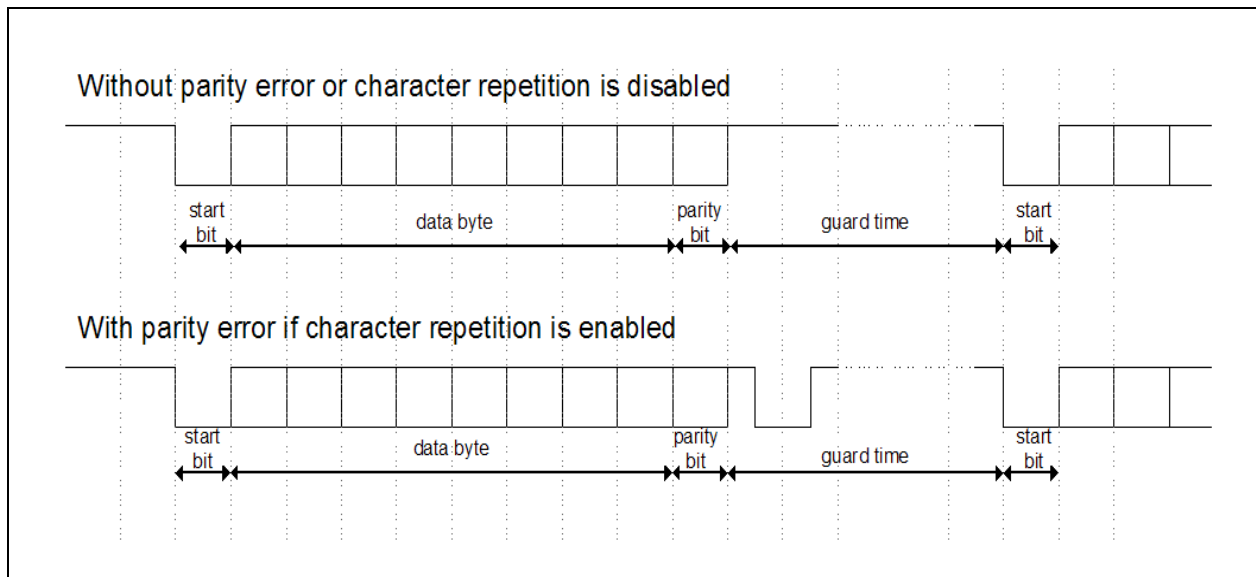 Without parity error or character repetition is disabled
start
bit
data byte
parity
bit
guard time
start
bit
With parity error if character repetition is enabled
start
bit
data byte
parity
bit
guard time
start
bit